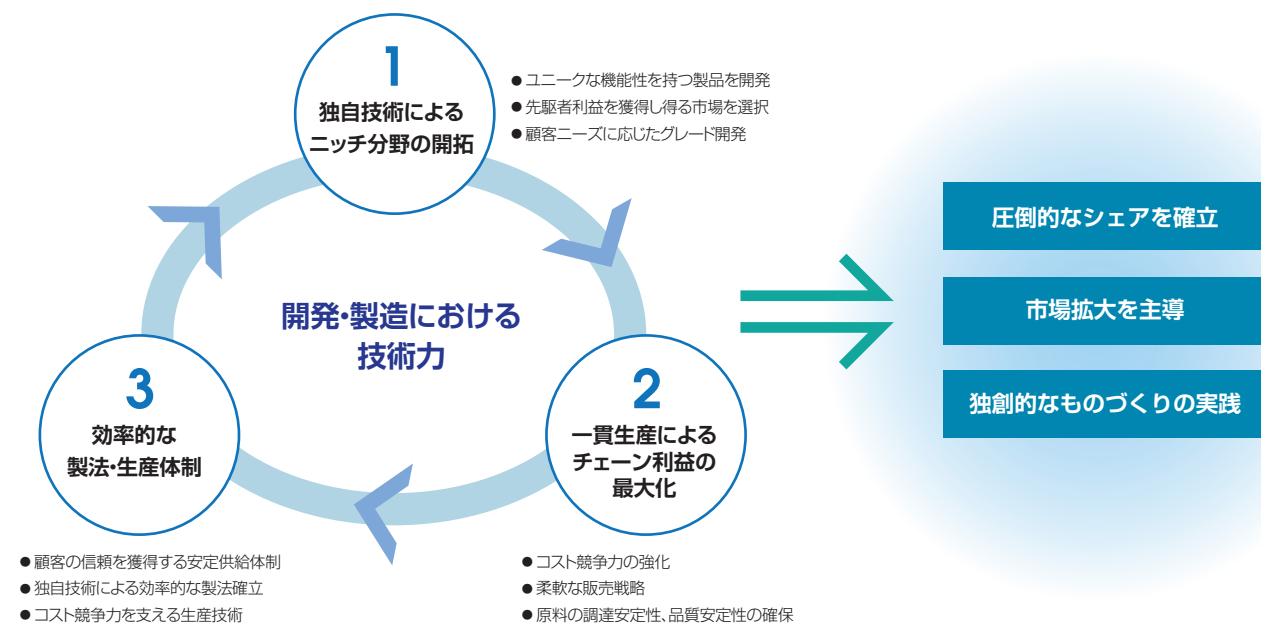 1
独自技術による
ニッチ分野の開拓
●ユニークな機能性を持つ製品を開発
●先駆者利益を獲得し得る市場を選択
●顧客ニーズに応じたグレード開発
開発・製造における
技術力
2
一貫生産による
チェーン利益の
最大化
●コスト競争力の強化
●柔軟な販売戦略
●原料の調達安定性、品質安定性の確保
3
効率的な
製法・生産体制
●顧客の信頼を獲得する安定供給体制
●独自技術による効率的な製法確立
●コスト競争力を支える生産技術
圧倒的なシェアを確立
市場拡大を主導
独創的なものづくりの実践